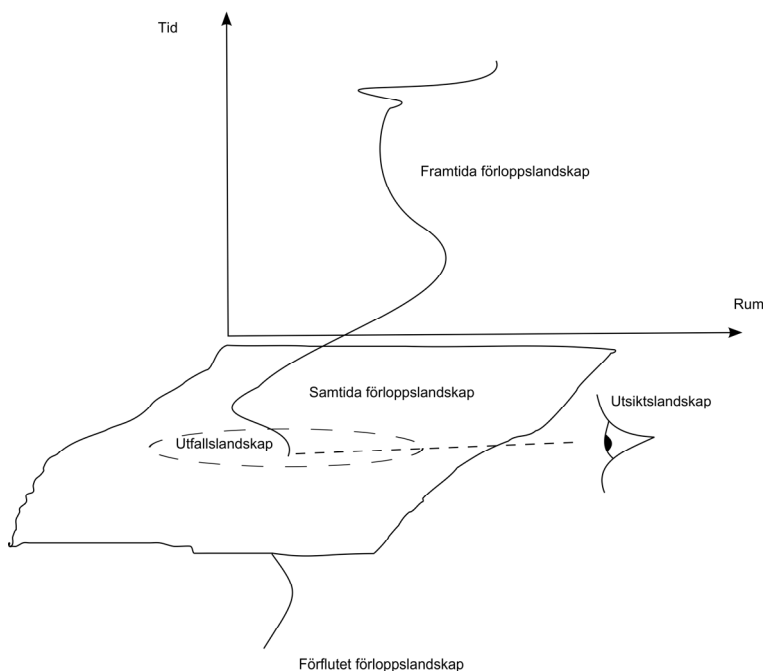 Tid
Framtida förloppslandskap
Rum
Samtida förloppslandskap
Utsiktslandskap
Utfallslandskap
Förflutet förloppslandskap